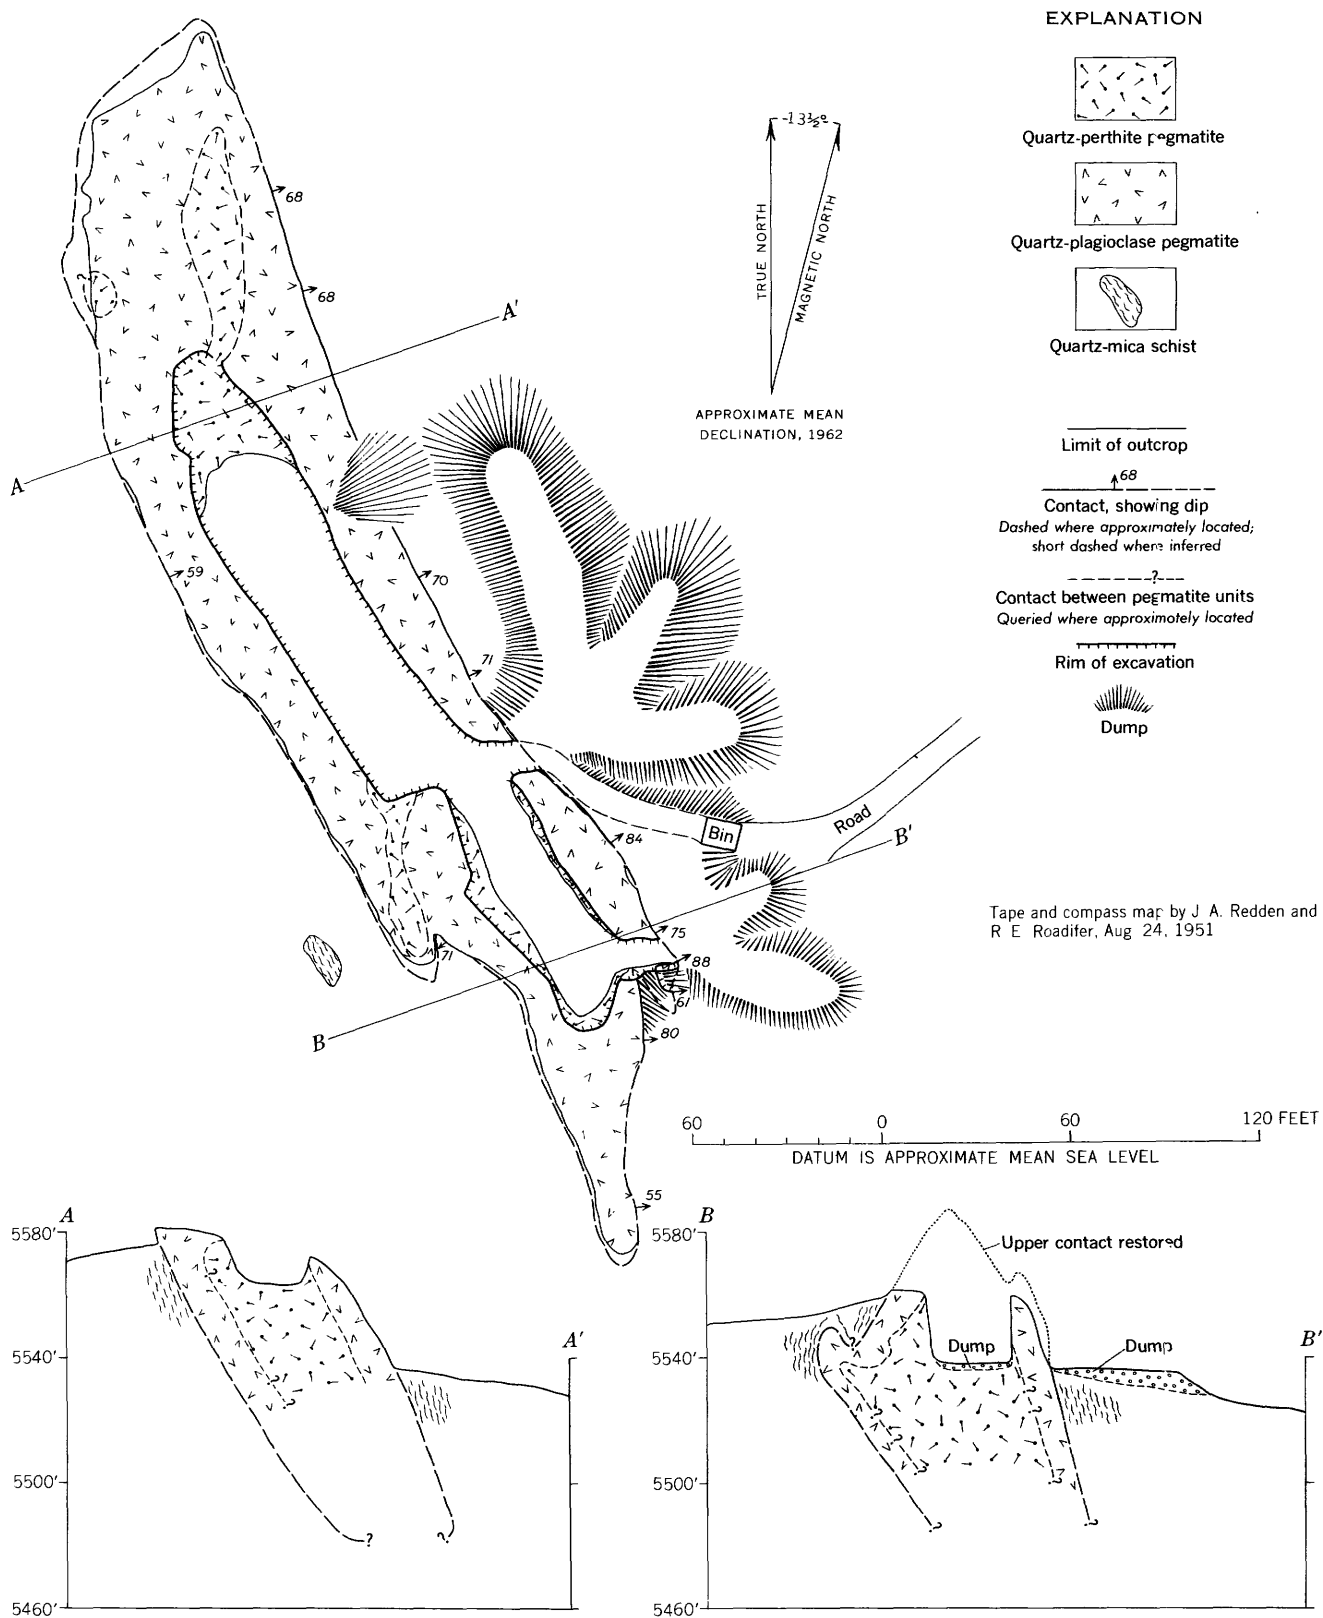 EXPLANATION
Quartz-perthite pegmatite
Quartz-plagioclase pegmatite
Quartz-mica schist
Limit of outcrop
68
Contact, showing dip
Dashed where approximately located;
short dashed where inferred
?
Contact between pegmatite units
Queried where approximotely located
Rim of excavation
Dump
13½°
TRUE NORTH
MAGNETIC NORTH
APPROXIMATE MEAN
DECLINATION, 1962
68
68
A
A'
59
70
71
Bin
Road
84
B'
75
71
88
61
80
B
55
Tape and compass map by J A. Redden and
R E Roadifer, Aug 24, 1951
60 0 60 120 FEET
DATUM IS APPROXIMATE MEAN SEA LEVEL
A
5580'
5540'
5500'
5460'
A'
?
?
?
?
B
5580'
5540'
5500'
5460'
B'
Upper contact restored
Dump
Dump
?
?
?
?
?
?
?
?
?